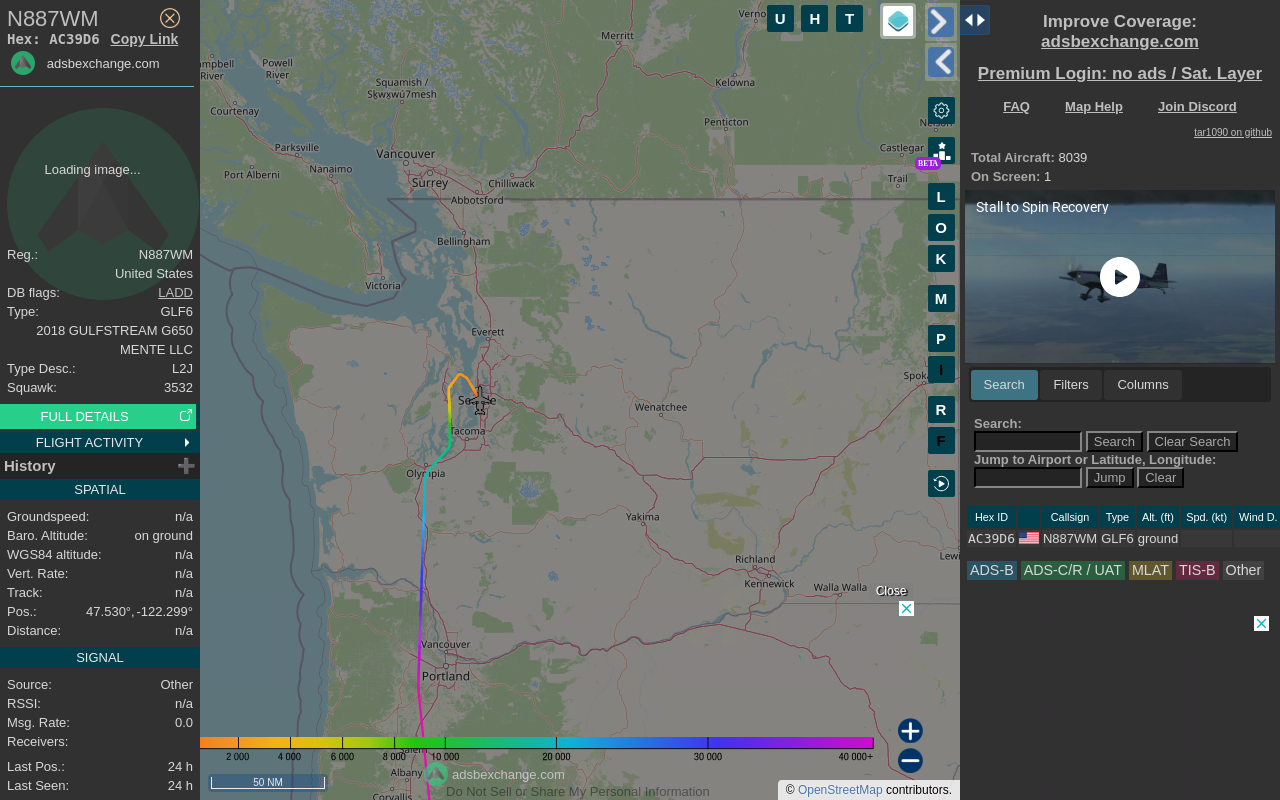 N887WM
Hex: AC39D6 Copy Link
adsbexchange.com
Loading image...
Reg.: N887WM
United States
DB flags: LADD
Type: GLF6
2018 GULFSTREAM G650
MENTE LLC
Type Desc.: L2J
Squawk: 3532
FULL DETAILS
FLIGHT ACTIVITY
History
SPATIAL
Groundspeed: n/a
Baro. Altitude: on ground
WGS84 altitude: n/a
Vert. Rate: n/a
Track: n/a
Pos.: 47.530°, -122.299°
Distance: n/a
SIGNAL
Source: Other
RSSI: n/a
Msg. Rate: 0.0
Receivers:
Last Pos.: 24 h
Last Seen: 24 h
U H T
Merritt
Powell
River
River
Squamish /
Sḵwx̱wú7mesh
Kelowna
Courtenay
Penticton
Parksville
Vancouver
Castlegar
BETA
Nanaimo
Port Alberni
Surrey
Chilliwack
Trail
Abbotsford
L
O
Bellingham
K
Victoria
M
Everett
P
I
Wenatchee
R
Tacoma
F
Olympia
Yakima
Richland
Kennewick
Walla Walla
Close
Vancouver
Portland
2 000 4 000 6 000 8 000 10 000 20 000 30 000 40 000+
Albany
adsbexchange.com
50 NM
Do Not Sell or Share My Personal Information
Corvallis
© OpenStreetMap contributors.
Improve Coverage:
adsbexchange.com
Premium Login: no ads / Sat. Layer
FAQ Map Help Join Discord
tar1090 on github
Total Aircraft: 8039
On Screen: 1
Stall to Spin Recovery
Search Filters Columns
Search:
Search Clear Search
Jump to Airport or Latitude, Longitude:
Jump Clear
Hex ID Callsign Type Alt. (ft) Spd. (kt) Wind D.
AC39D6 N887WM GLF6 ground
ADS-B ADS-C/R / UAT MLAT TIS-B Other